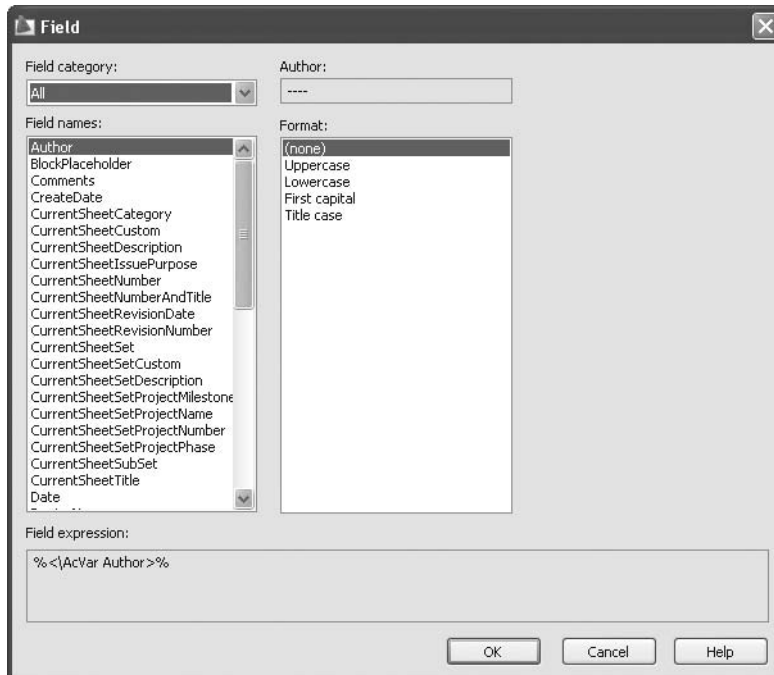 Field
Field category:
All
Field names:
Author
BlockPlaceholder
Comments
CreateDate
CurrentSheetCategory
CurrentSheetCustom
CurrentSheetDescription
CurrentSheetIssuePurpose
CurrentSheetNumber
CurrentSheetNumberAndTitle
CurrentSheetRevisionDate
CurrentSheetRevisionNumber
CurrentSheetSet
CurrentSheetSetCustom
CurrentSheetSetDescription
CurrentSheetSetProjectMilestone
CurrentSheetSetProjectName
CurrentSheetSetProjectNumber
CurrentSheetSetProjectPhase
CurrentSheetSubSet
CurrentSheetTitle
Date
Author:
----
Format:
(none)
Uppercase
Lowercase
First capital
Title case
Field expression:
%<\AcVar Author>%
OK
Cancel
Help